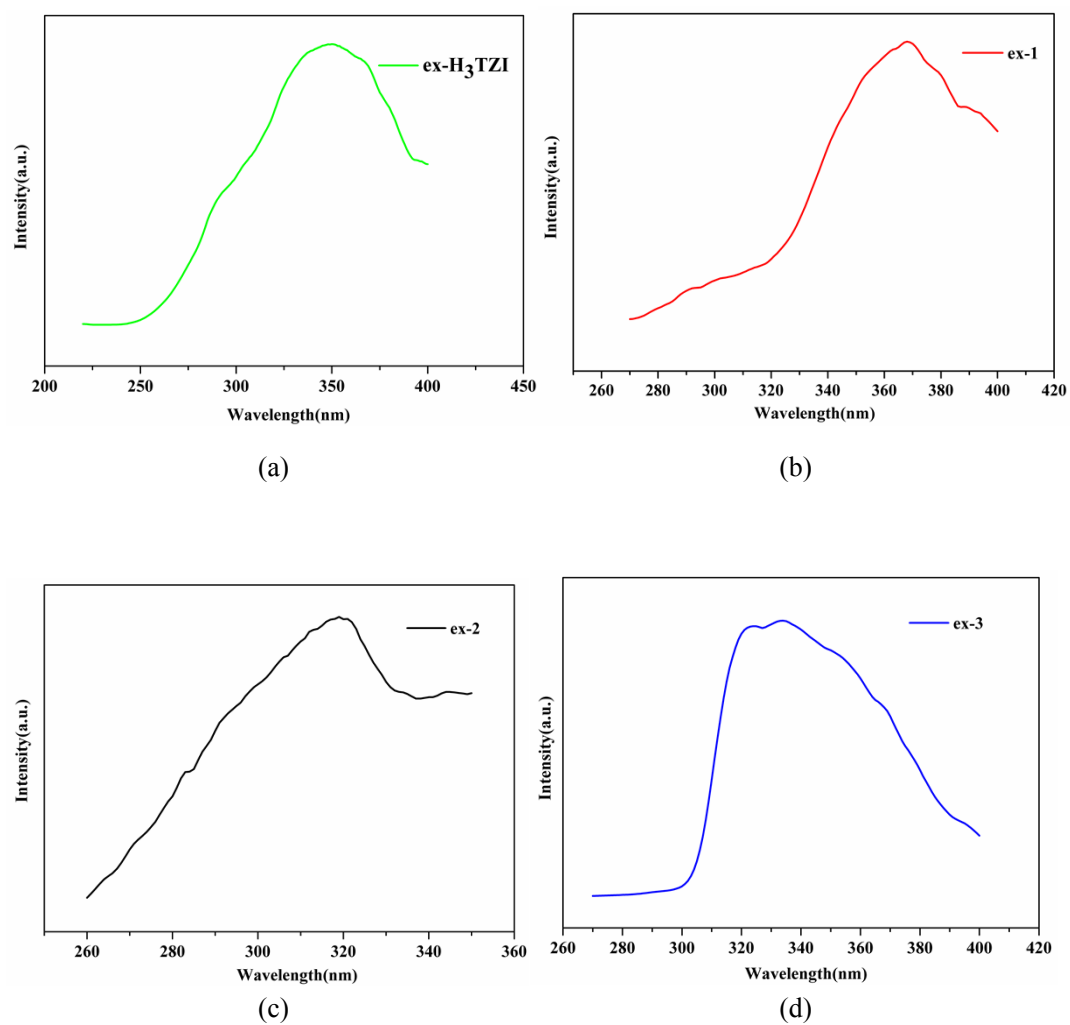 ex-H3TZI
Intensity(a.u.)
200 250 300 350 400 450
Wavelength(nm)
(a)
ex-1
Intensity(a.u.)
260 280 300 320 340 360 380 400 420
Wavelength(nm)
(b)
ex-2
Intensity(a.u.)
260 280 300 320 340 360
Wavelength(nm)
(c)
ex-3
Intensity(a.u.)
260 280 300 320 340 360 380 400 420
Wavelength(nm)
(d)